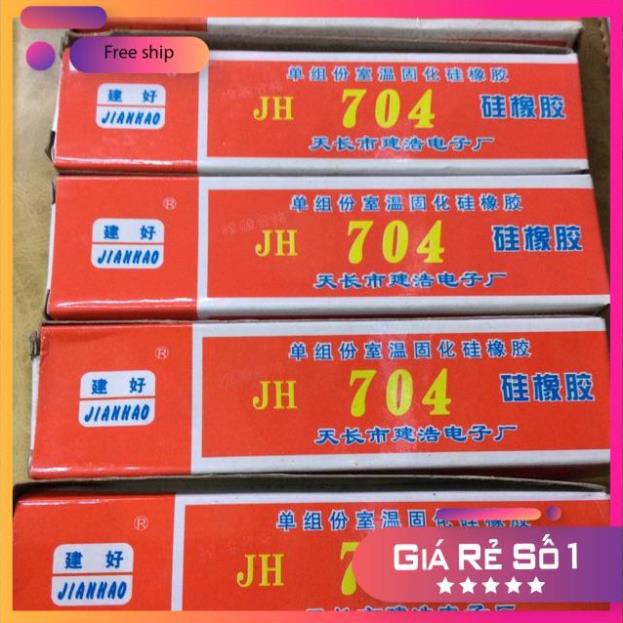 Free ship
®
建 好
JIANHAO
单组份室温固化硅橡胶
JH 704 硅橡胶
天长市建浩电子厂
®
建 好
JIANHAO
单组份室温固化硅橡胶
JH 704 硅橡胶
天长市建浩电子厂
®
建 好
JIANHAO
单组份室温固化硅橡胶
JH 704 硅橡胶
天长市建浩电子厂
®
建 好
JIANHAO
单组份室温固化硅橡胶
JH 7
GIÁ RẺ SỐ 1